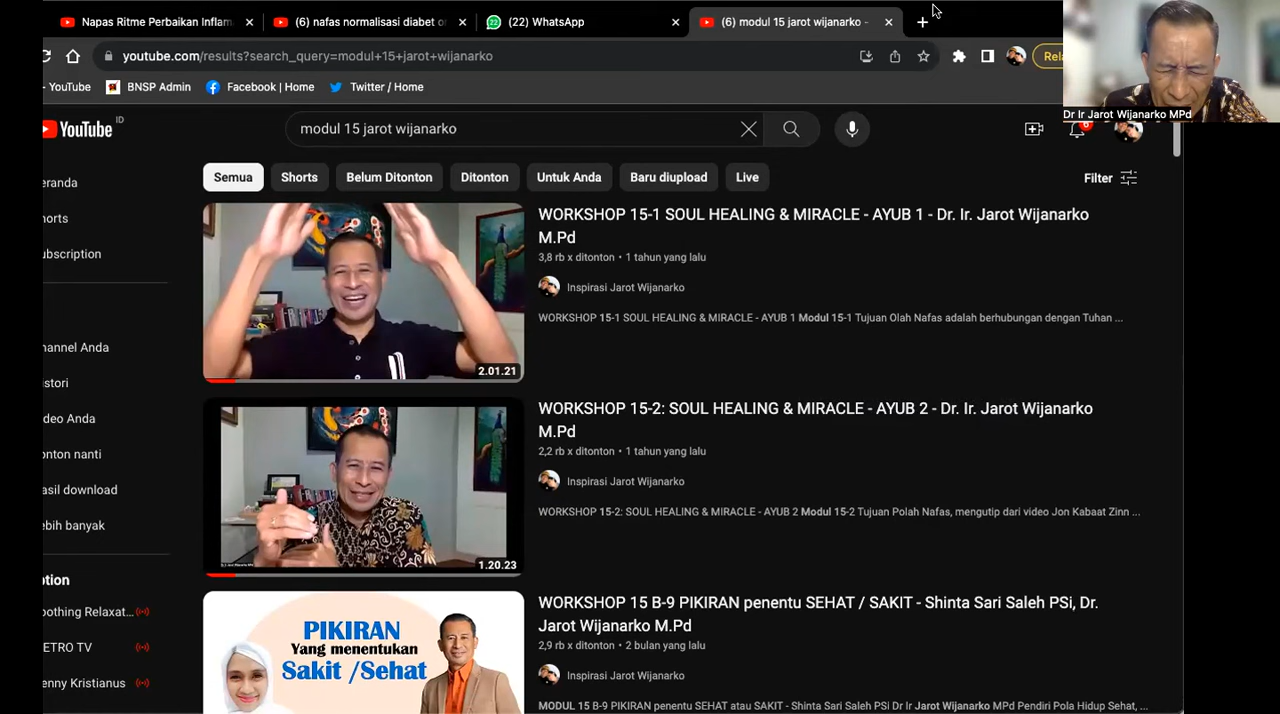 Napas Ritme Perbaikan Inflam
(6) nafas normalisasi diabet or
(22) WhatsApp
(6) modul 15 jarot wijanarko -
youtube.com/results?search_query=modul+15+jarot+wijanarko
Rela
YouTube
BNSP Admin
Facebook | Home
Twitter / Home
Dr Ir Jarot Wijanarko MPd
YouTube ID
modul 15 jarot wijanarko
6
eranda
horts
ubscription
hannel Anda
istori
ideo Anda
onton nanti
asil download
ebih banyak
ption
oothing Relaxat...
ETRO TV
enny Kristianus
Semua
Shorts
Belum Ditonton
Ditonton
Untuk Anda
Baru diupload
Live
Filter
2.01.21
WORKSHOP 15-1 SOUL HEALING & MIRACLE - AYUB 1 - Dr. Ir. Jarot Wijanarko
M.Pd
3,8 rb x ditonton • 1 tahun yang lalu
Inspirasi Jarot Wijanarko
WORKSHOP 15-1 SOUL HEALING & MIRACLE - AYUB 1 Modul 15-1 Tujuan Olah Nafas adalah berhubungan dengan Tuhan ...
1.20.23
WORKSHOP 15-2: SOUL HEALING & MIRACLE - AYUB 2 - Dr. Ir. Jarot Wijanarko
M.Pd
2,2 rb x ditonton • 1 tahun yang lalu
Inspirasi Jarot Wijanarko
WORKSHOP 15-2: SOUL HEALING & MIRACLE - AYUB 2 Modul 15-2 Tujuan Polah Nafas, mengutip dari video Jon Kabaat Zinn ...
PIKIRAN
Yang menentukan
Sakit /Sehat
WORKSHOP 15 B-9 PIKIRAN penentu SEHAT / SAKIT - Shinta Sari Saleh PSi, Dr.
Jarot Wijanarko M.Pd
2,9 rb x ditonton • 2 bulan yang lalu
Inspirasi Jarot Wijanarko
MODUL 15 B-9 PIKIRAN penentu SEHAT atau SAKIT - Shinta Sari Saleh PSi Dr Ir Jarot Wijanarko MPd Pendiri Pola Hidup Sehat, ...